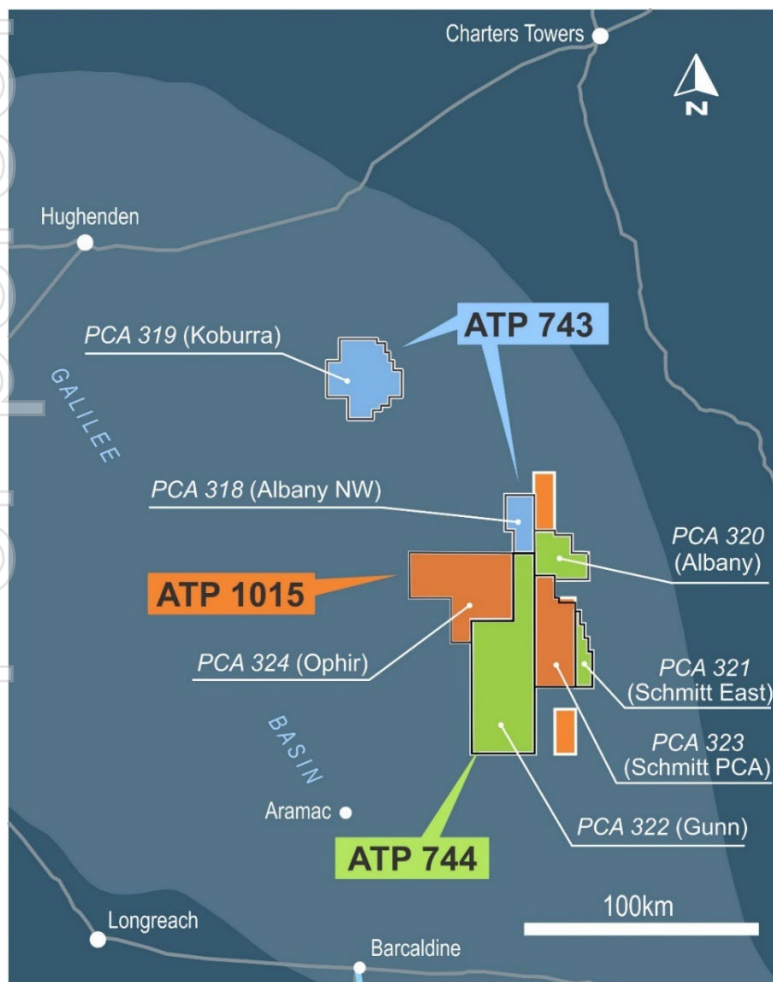 Charters Towers
N
Hughenden
ATP 743
PCA 319 (Koburra)
GALILEE
PCA 318 (Albany NW)
PCA 320
(Albany)
ATP 1015
PCA 324 (Ophir)
PCA 321
(Schmitt East)
PCA 323
(Schmitt PCA)
BASIN
Aramac
PCA 322 (Gunn)
ATP 744
100km
Longreach
Barcaldine